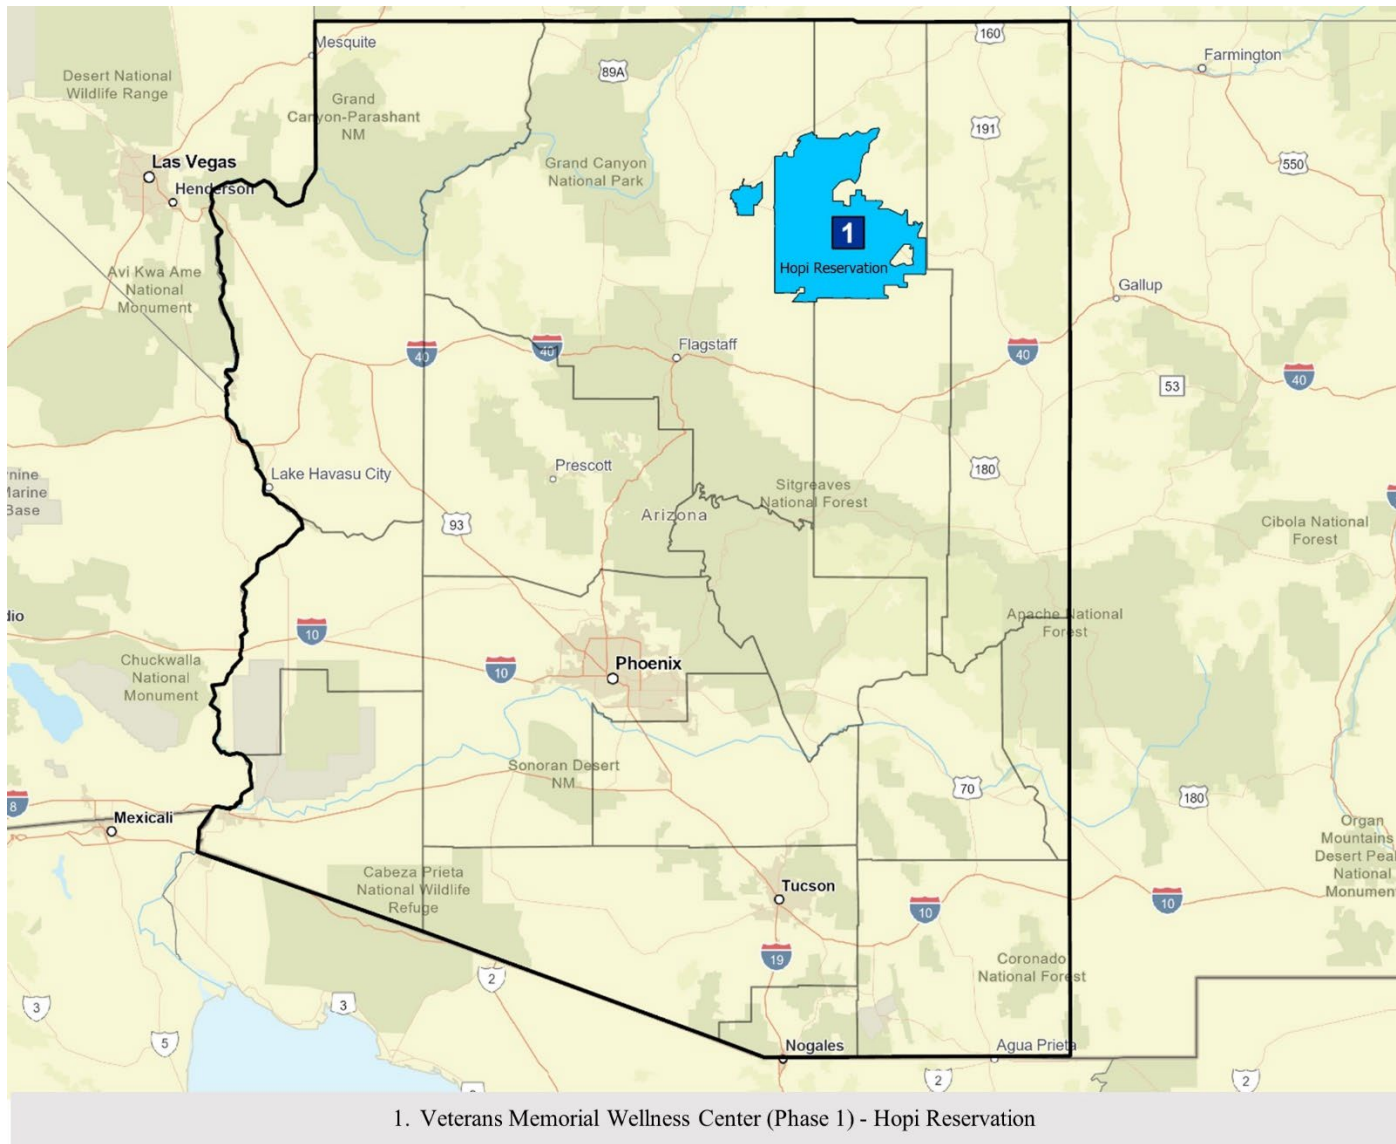 Mesquite
160
Farmington
Desert National
Wildlife Range
89A
Grand
Canyon-Parashant
NM
191
Las Vegas
Grand Canyon
National Park
550
Henderson
1
Hopi Reservation
Avi Kwa Ame
National
Monument
Gallup
40
40
Flagstaff
40
40
53
Prescott
Lake Havasu City
180
Sitgreaves
National Forest
Marine
Base
Arizona
93
Cibola National
Forest
Apache National
Forest
10
Chuckwalla
National
Monument
Phoenix
10
Sonoran Desert
NM
70
180
8
Mexicali
Organ
Mountains
Desert Pea
National
Monumen
Cabeza Prieta
National Wildlife
Refuge
Tucson
10
10
19
Coronado
National Forest
2
3
3
5
Nogales
Agua Prieta
2
2
1. Veterans Memorial Wellness Center (Phase 1) - Hopi Reservation